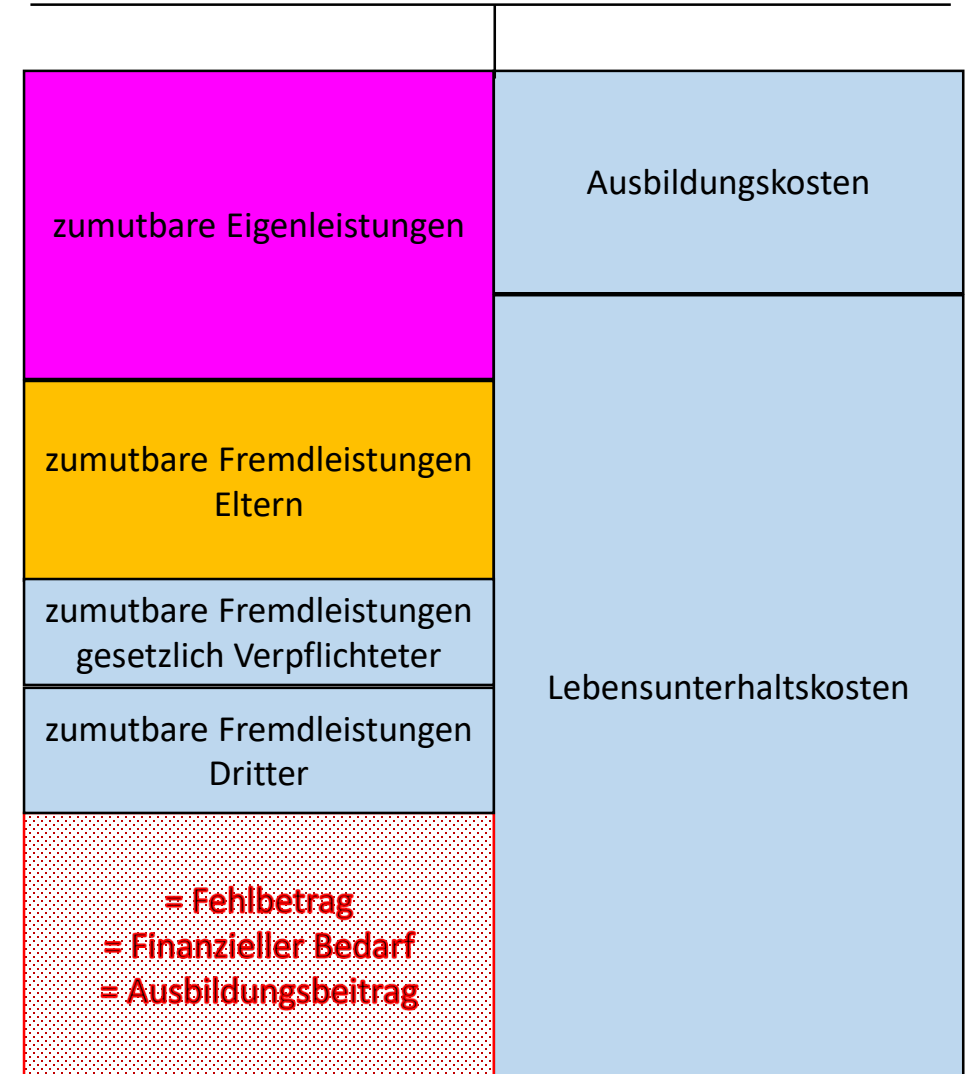 zumutbare Eigenleistungen
zumutbare Fremdleistungen
Eltern
zumutbare Fremdleistungen
gesetzlich Verpflichteter
zumutbare Fremdleistungen
Dritter
= Fehlbetrag
= Finanzieller Bedarf
= Ausbildungsbeitrag
Ausbildungskosten
Lebensunterhaltskosten